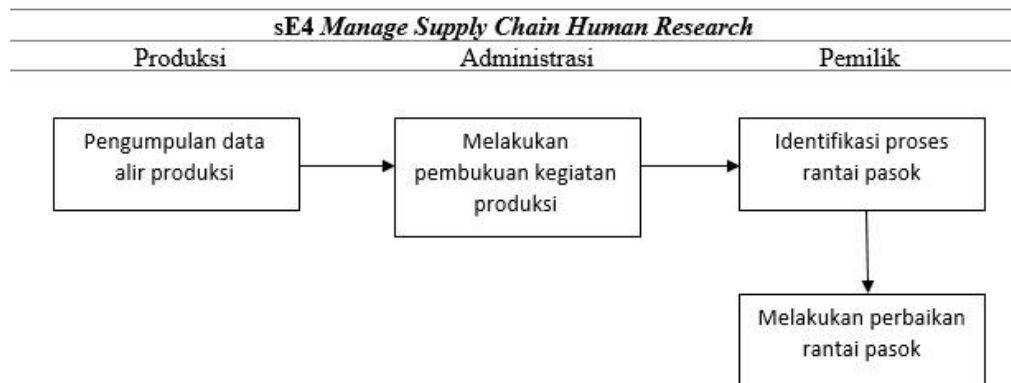 sE4 Manage Supply Chain Human Research
Produksi Administrasi Pemilik
Pengumpulan data
alir produksi
Melakukan
pembukuan kegiatan
produksi
Identifikasi proses
rantai pasok
Melakukan perbaikan
rantai pasok